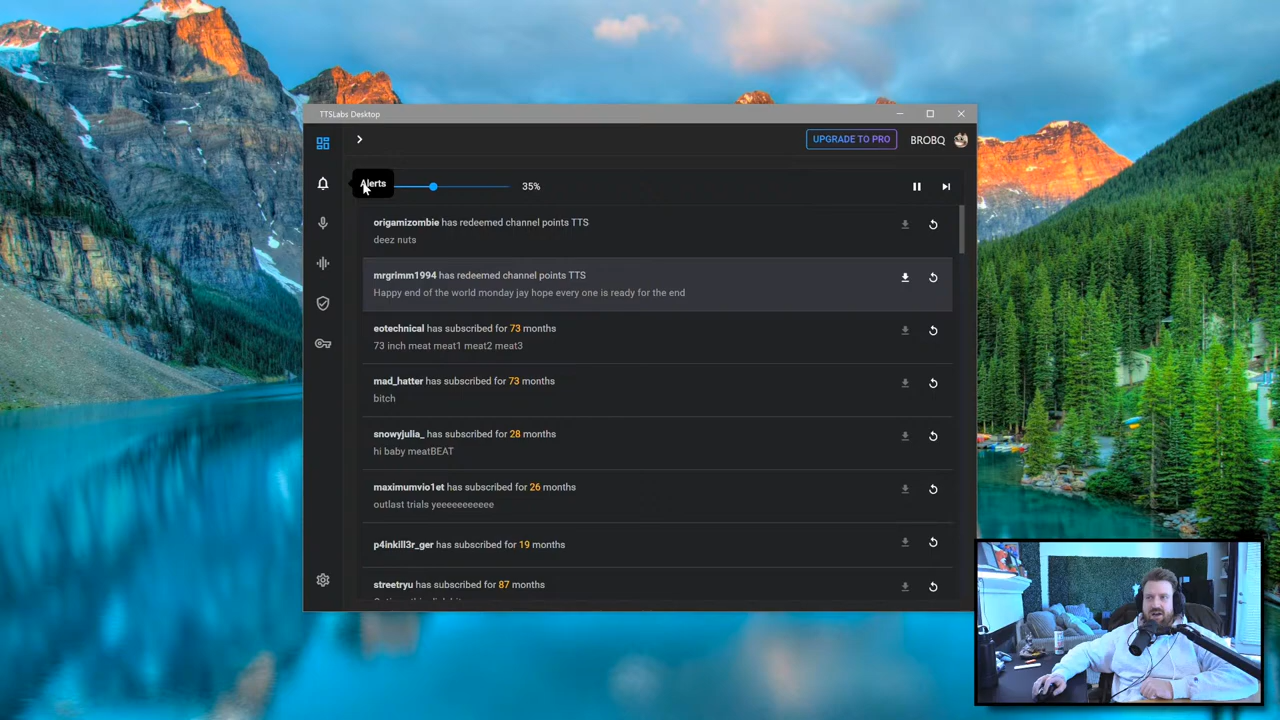 TTSLabs Desktop
UPGRADE TO PRO
BROBQ
Alerts
35%
origamizombie has redeemed channel points TTS
deez nuts
mrgrimm1994 has redeemed channel points TTS
Happy end of the world monday jay hope every one is ready for the end
eotechnical has subscribed for 73 months
73 inch meat meat1 meat2 meat3
mad_hatter has subscribed for 73 months
bitch
snowyjulia_ has subscribed for 28 months
hi baby meatBEAT
maximumvio1et has subscribed for 26 months
outlast trials yeeeeeeeeeee
p4inkill3r_ger has subscribed for 19 months
streetryu has subscribed for 87 months